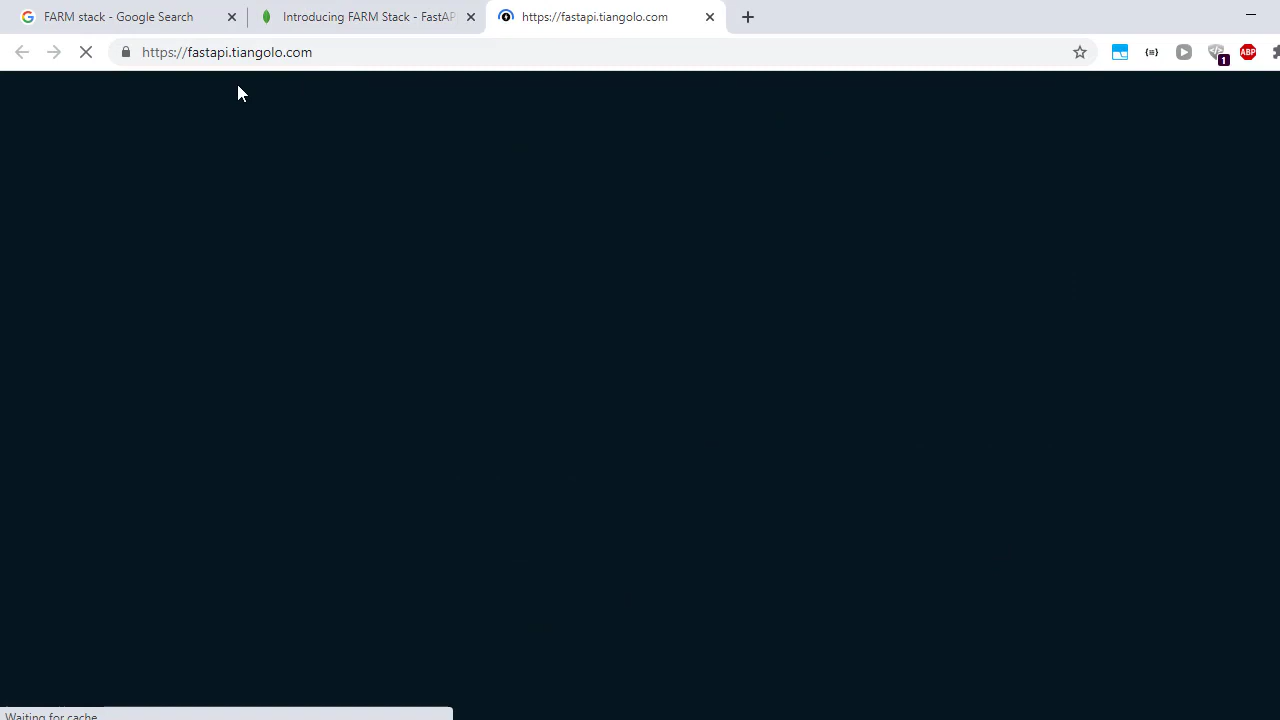 FARM stack - Google Search
Introducing FARM Stack - FastAP
https://fastapi.tiangolo.com
https://fastapi.tiangolo.com
1
ABP
Waiting for cache